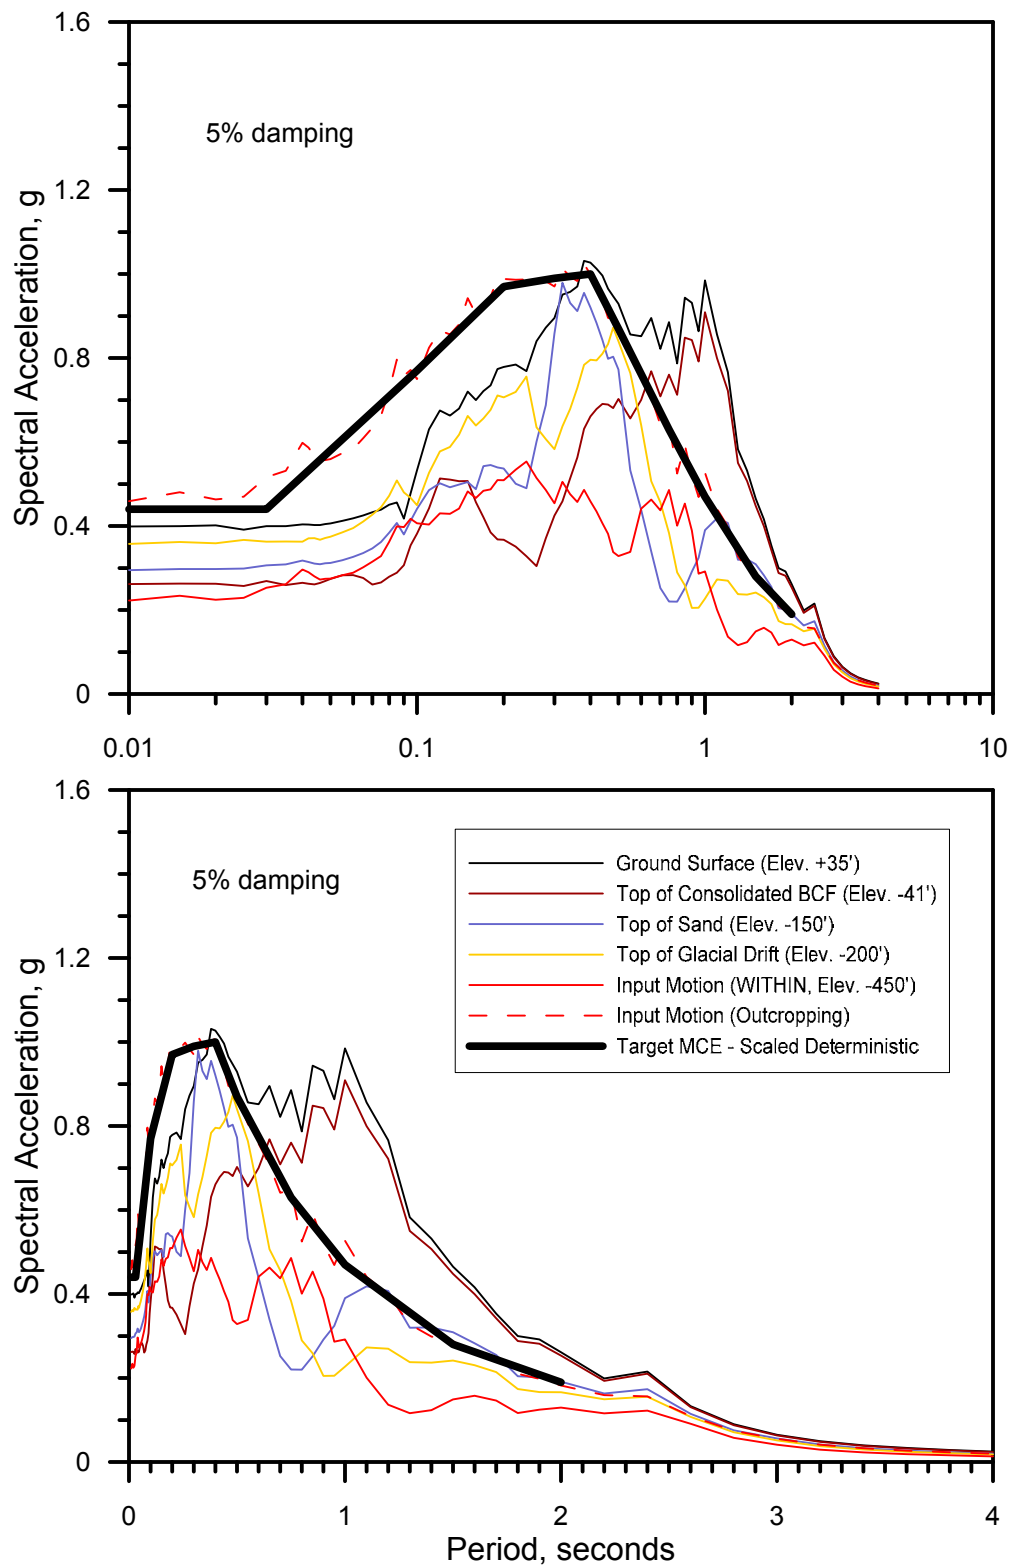 1.6
5% damping
1.2
Spectral Acceleration, g
0.8
0.4
0
0.01
0.1
1
10
1.6
Ground Surface (Elev. +35')
5% damping
Top of Consolidated BCF (Elev. -41')
Top of Sand (Elev. -150')
1.2
Top of Glacial Drift (Elev. -200')
Input Motion (WITHIN, Elev. -450')
Input Motion (Outcropping)
Target MCE - Scaled Deterministic
Spectral Acceleration, g
0.8
0.4
0
0
1
2
3
4
Period, seconds